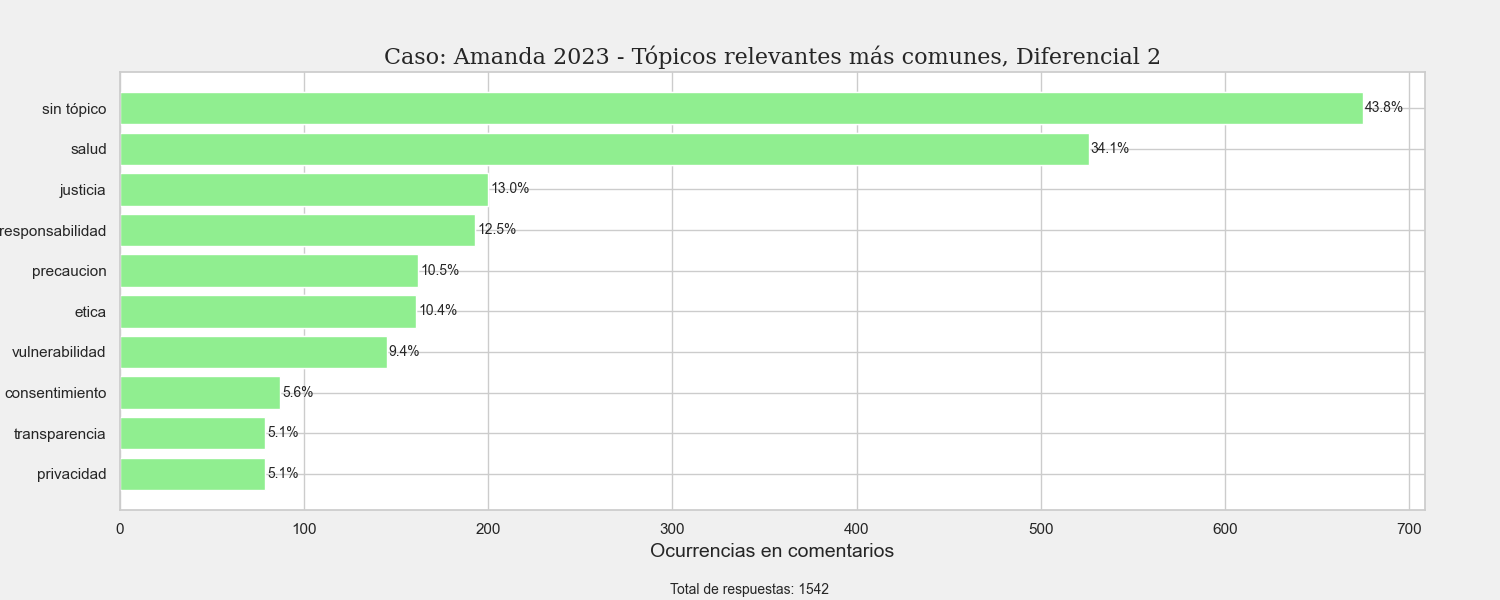 Caso: Amanda 2023 - Tópicos relevantes más comunes, Diferencial 2
sin tópico 43.8%
salud 34.1%
justicia 13.0%
responsabilidad 12.5%
precaucion 10.5%
etica 10.4%
vulnerabilidad 9.4%
consentimiento 5.6%
transparencia 5.1%
privacidad 5.1%
0 100 200 300 400 500 600 700
Ocurrencias en comentarios
Total de respuestas: 1542